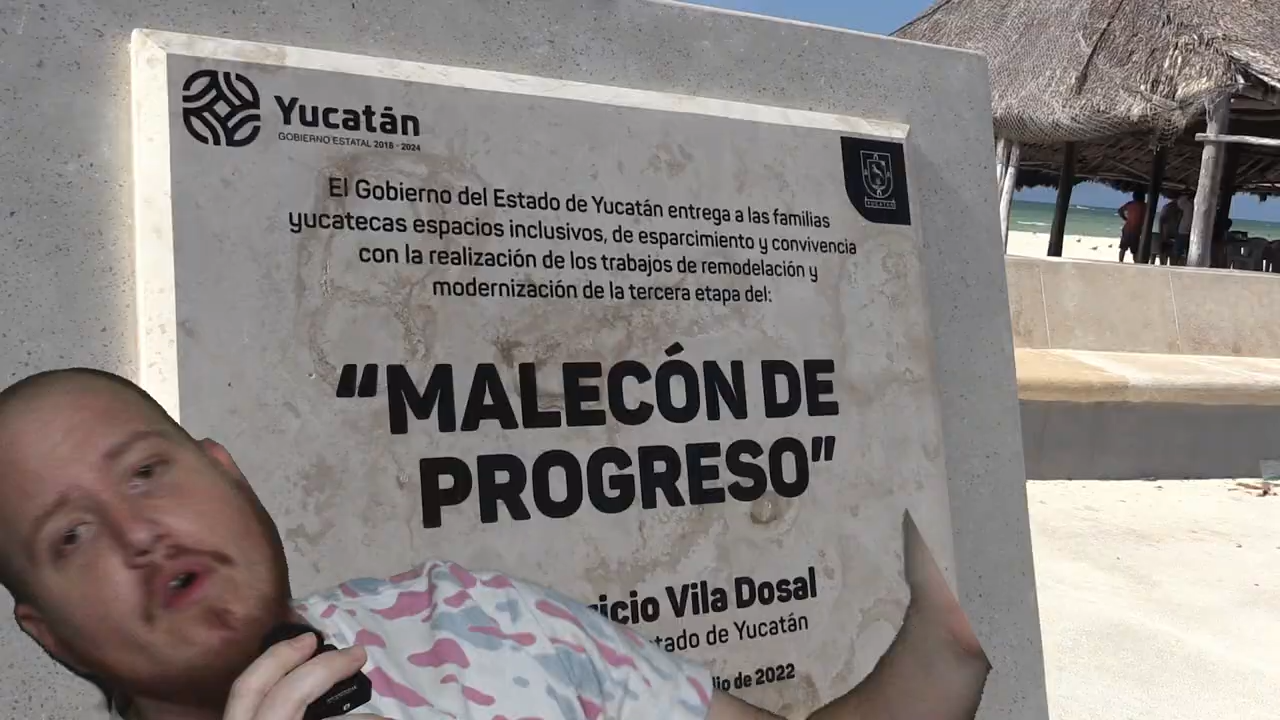 Yucatán
GOBIERNO ESTATAL 2018 - 2024
YUCATÁN
El Gobierno del Estado de Yucatán entrega a las familias
yucatecas espacios inclusivos, de esparcimiento y convivencia
con la realización de los trabajos de remodelación y
modernización de la tercera etapa del:
“MALECÓN DE
PROGRESO”
Vila Dosal
de Yucatán
de 2022